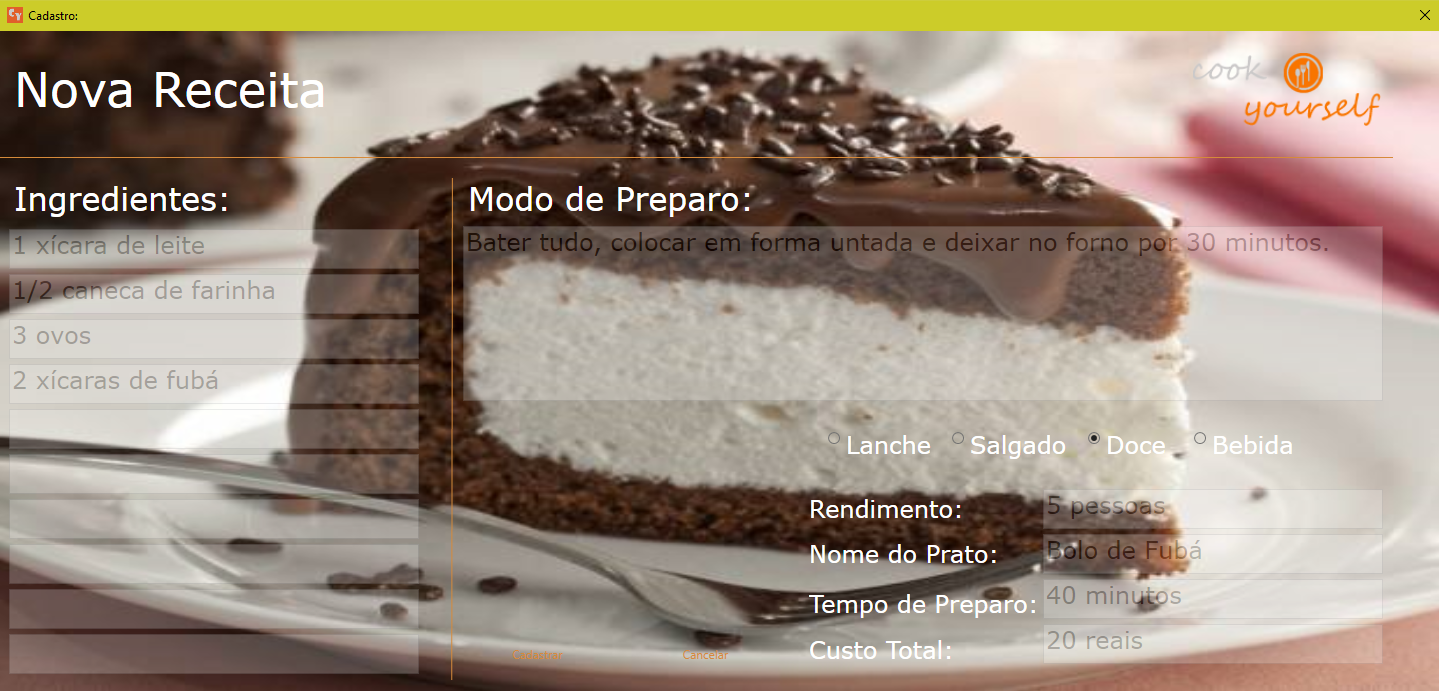 CY Cadastro:
Nova Receita
cook
yourself
Ingredientes:
1 xícara de leite
1/2 caneca de farinha
3 ovos
2 xícaras de fubá
Modo de Preparo:
Bater tudo, colocar em forma untada e deixar no forno por 30 minutos.
Lanche Salgado Doce Bebida
Rendimento: 5 pessoas
Nome do Prato: Bolo de Fubá
Tempo de Preparo: 40 minutos
Custo Total: 20 reais
Cadastrar Cancelar